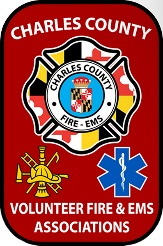 CHARLES COUNTY
CHARLES COUNTY
FIRE - EMS
VOLUNTEER FIRE & EMS
ASSOCIATIONS